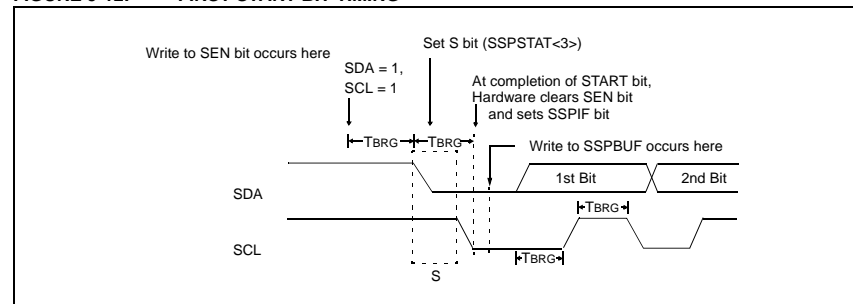 Write to SEN bit occurs here
Set S bit (SSPSTAT<3>)
SDA = 1,
SCL = 1
At completion of START bit,
Hardware clears SEN bit
and sets SSPIF bit
TBRG
TBRG
Write to SSPBUF occurs here
1st Bit
2nd Bit
SDA
TBRG
SCL
TBRG
S